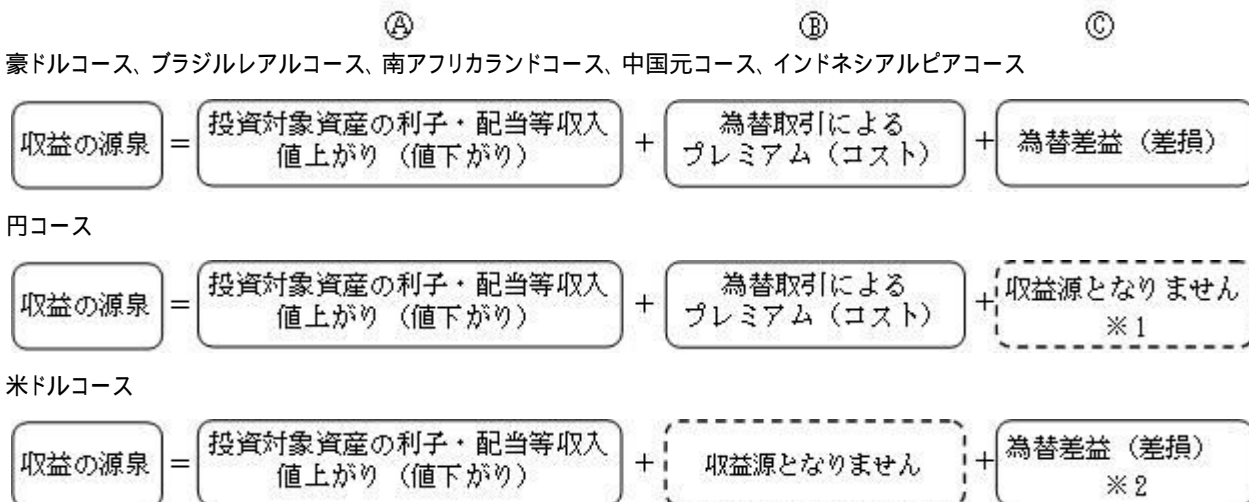 Ⓐ Ⓑ Ⓒ
豪ドルコース、ブラジルレアルコース、南アフリカランドコース、中国元コース、インドネシアルピアコース
収益の源泉 = 投資対象資産の利子・配当等収入 + 為替取引による + 為替差益（差損）
値上がり（値下がり） プレミアム（コスト）
円コース
収益の源泉 = 投資対象資産の利子・配当等収入 + 為替取引による + 収益源となりません
値上がり（値下がり） プレミアム（コスト） ※1
米ドルコース
収益の源泉 = 投資対象資産の利子・配当等収入 + 収益源となりません + 為替差益（差損）
値上がり（値下がり） ※2